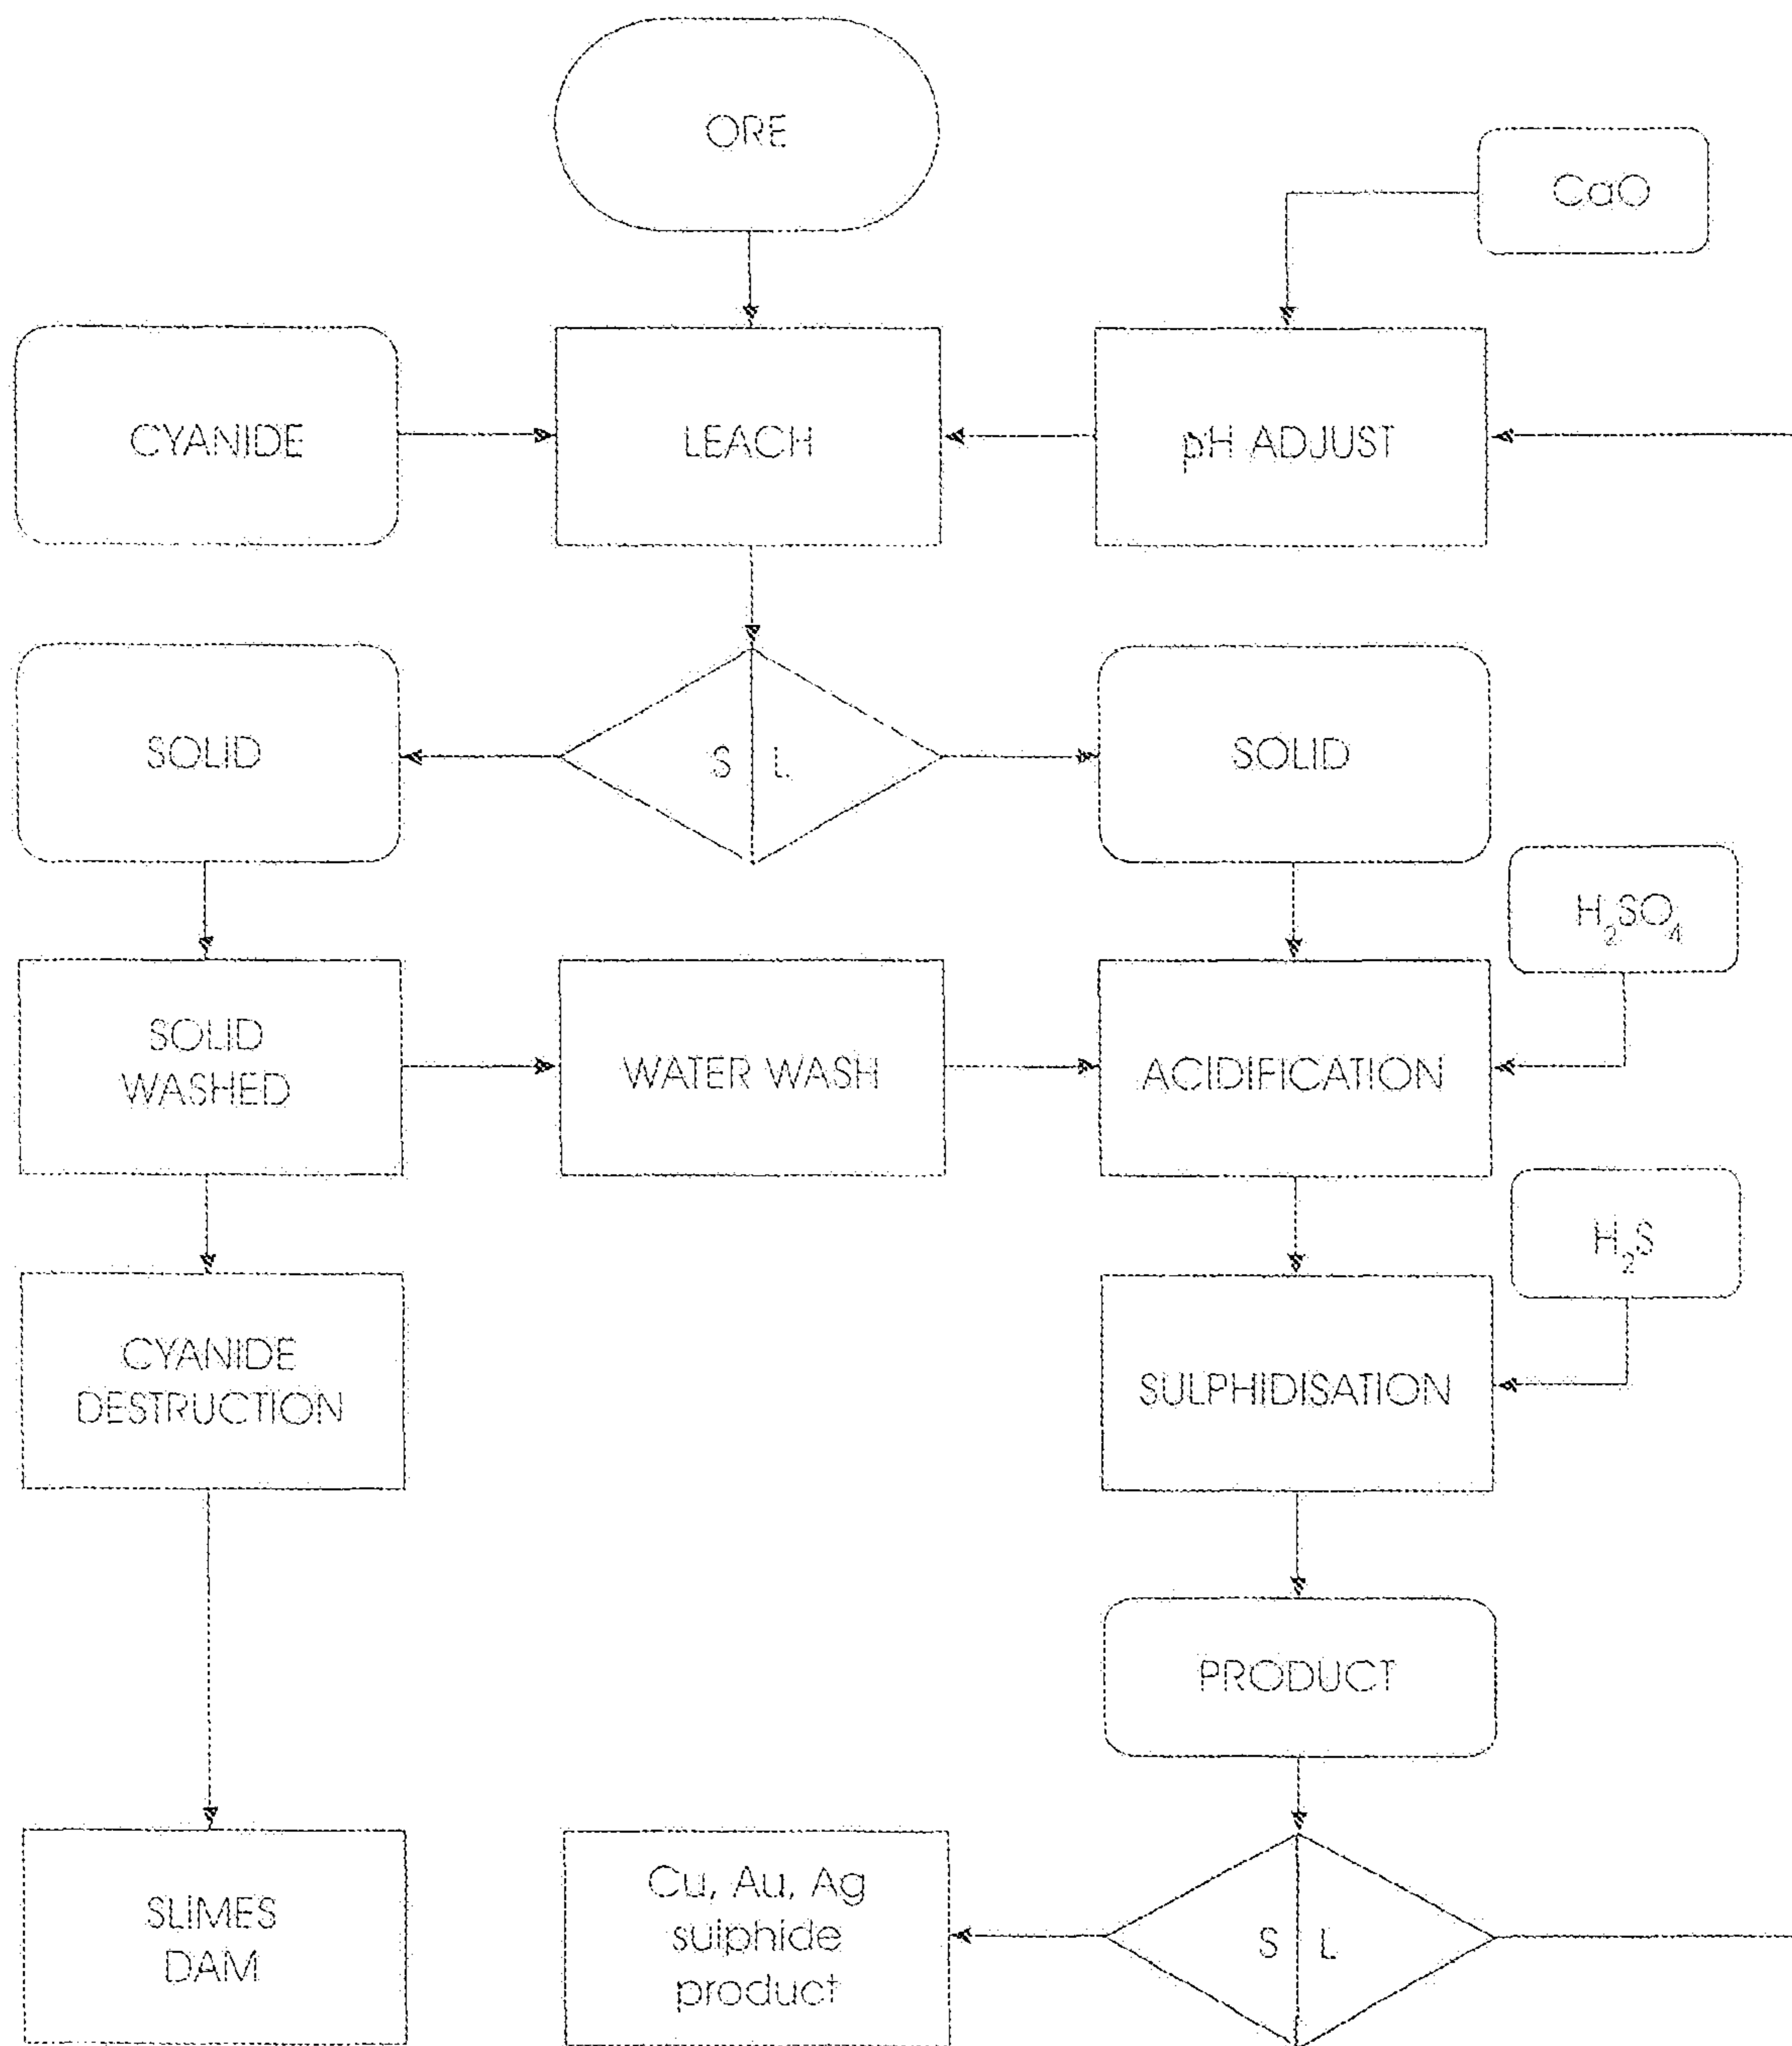 ORE
CaO
CYANIDE
LEACH
pH ADJUST
SOLID
S L
SOLID
H₂SO₄
SOLID
WASHED
WATER WASH
ACIDIFICATION
H₂S
CYANIDE
DESTRUCTION
SULPHIDISATION
PRODUCT
SLIMES
DAM
Cu, Au, Ag
sulphide
product
S L